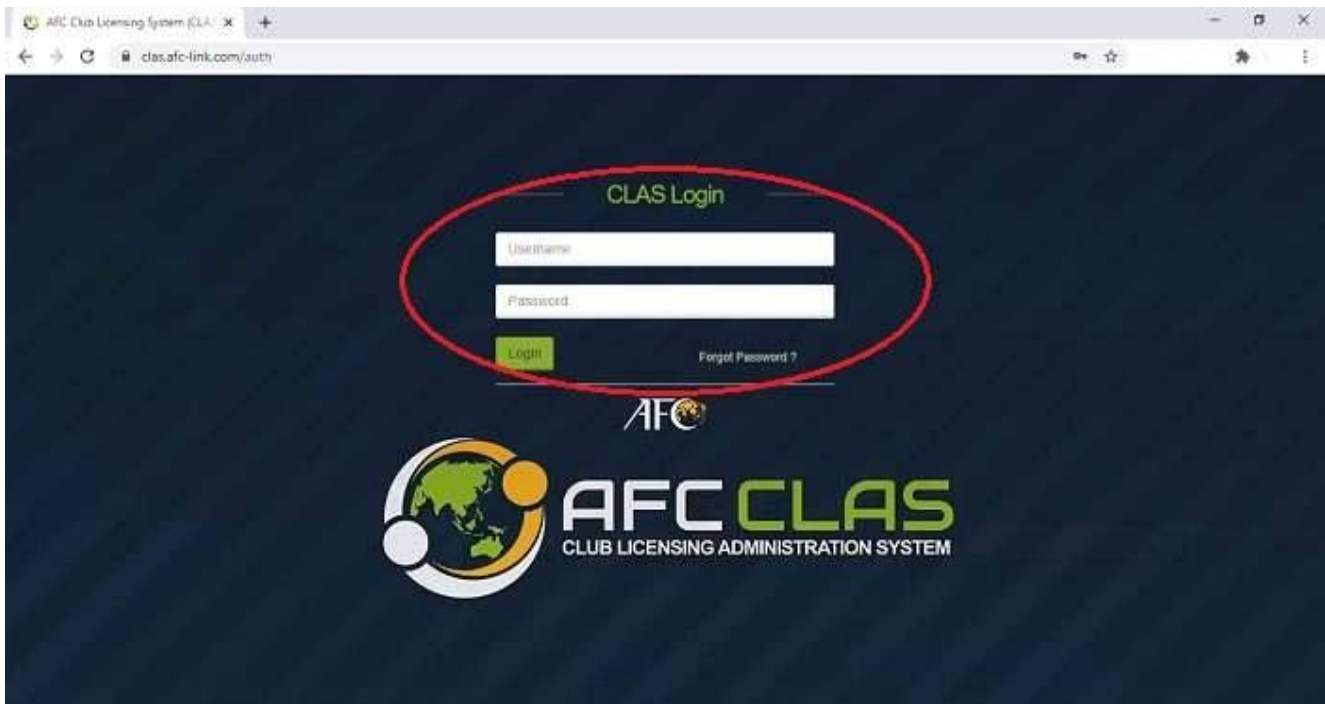 AFC Club Licensing System (CLA
clas.afc-link.com/auth
CLAS Login
Username
Password
Login
Forgot Password ?
AFC
AFC CLAS
CLUB LICENSING ADMINISTRATION SYSTEM